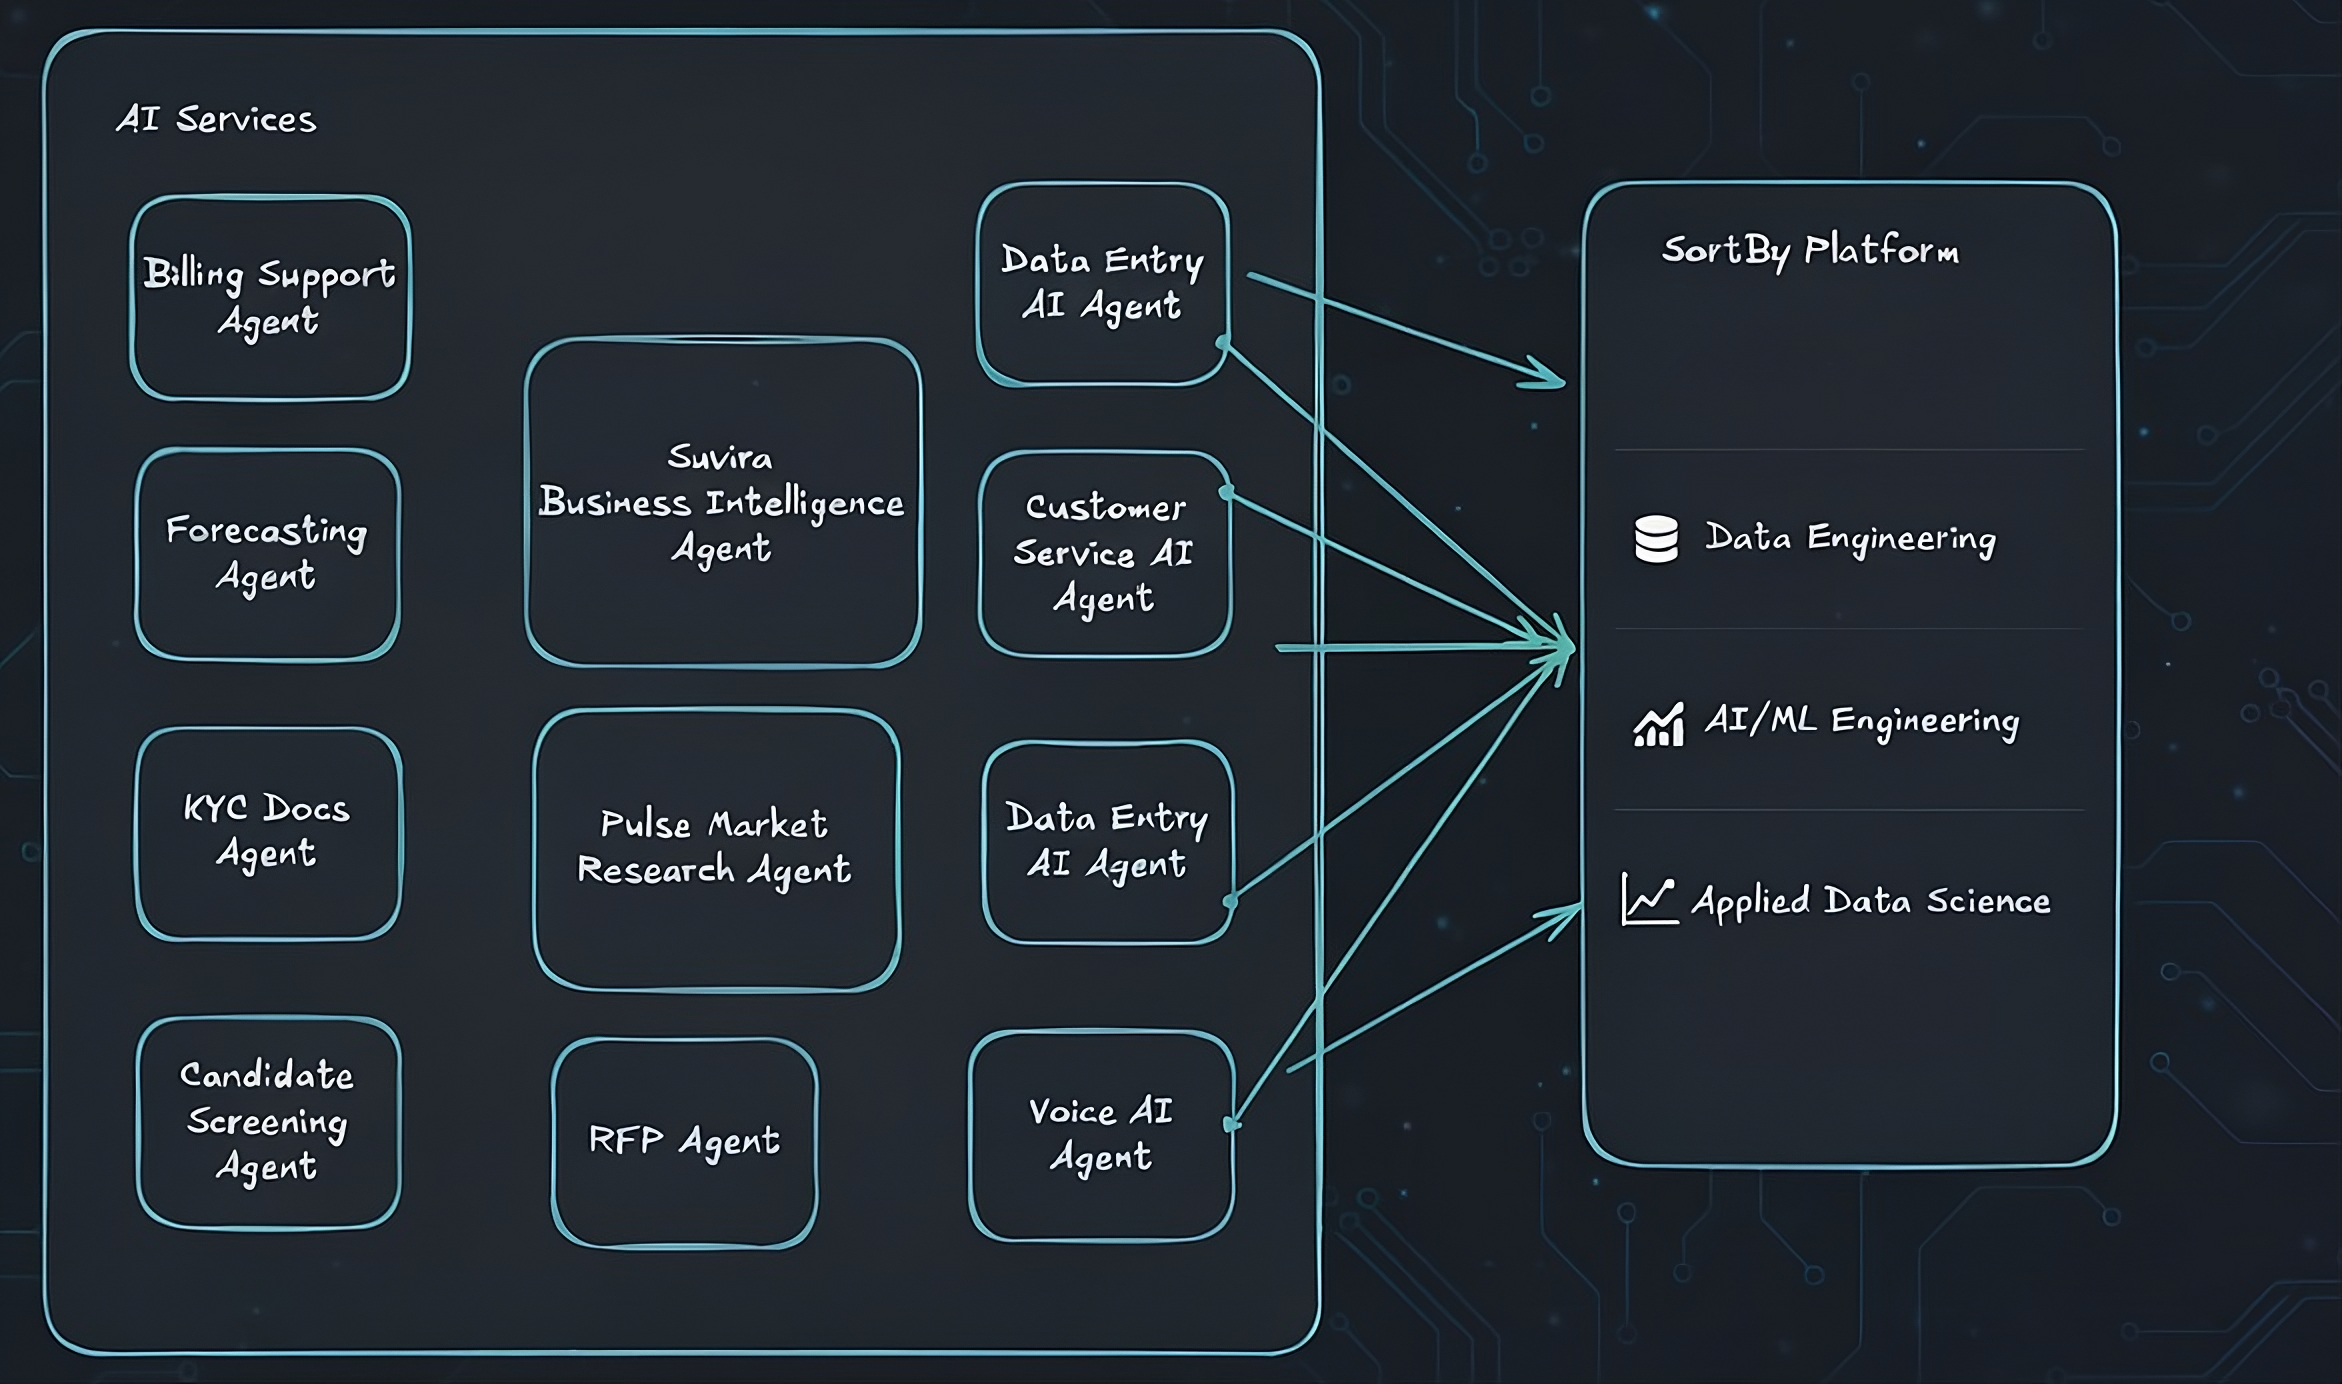 AI Services
Billing Support
Agent
Forecasting
Agent
KYC Docs
Agent
Candidate
Screening
Agent
Suvira
Business Intelligence
Agent
Pulse Market
Research Agent
RFP Agent
Data Entry
AI Agent
Customer
Service AI
Agent
Data Entry
AI Agent
Voice AI
Agent
SortBy Platform
Data Engineering
AI/ML Engineering
Applied Data Science